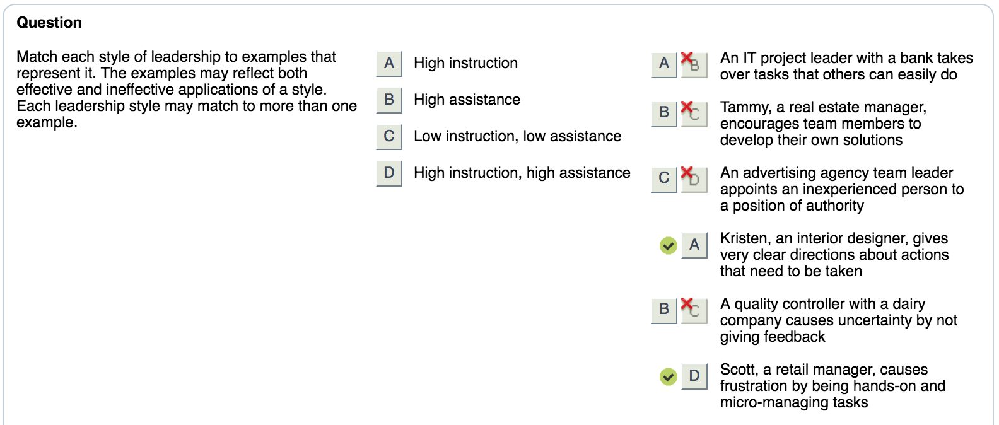 Question
Match each style of leadership to examples that
represent it. The examples may reflect both
effective and ineffective applications of a style.
Each leadership style may match to more than one
example.
A High instruction
B High assistance
C Low instruction, low assistance
D High instruction, high assistance
A B An IT project leader with a bank takes
over tasks that others can easily do
B C Tammy, a real estate manager,
encourages team members to
develop their own solutions
C D An advertising agency team leader
appoints an inexperienced person to
a position of authority
A Kristen, an interior designer, gives
very clear directions about actions
that need to be taken
B C A quality controller with a dairy
company causes uncertainty by not
giving feedback
D Scott, a retail manager, causes
frustration by being hands-on and
micro-managing tasks